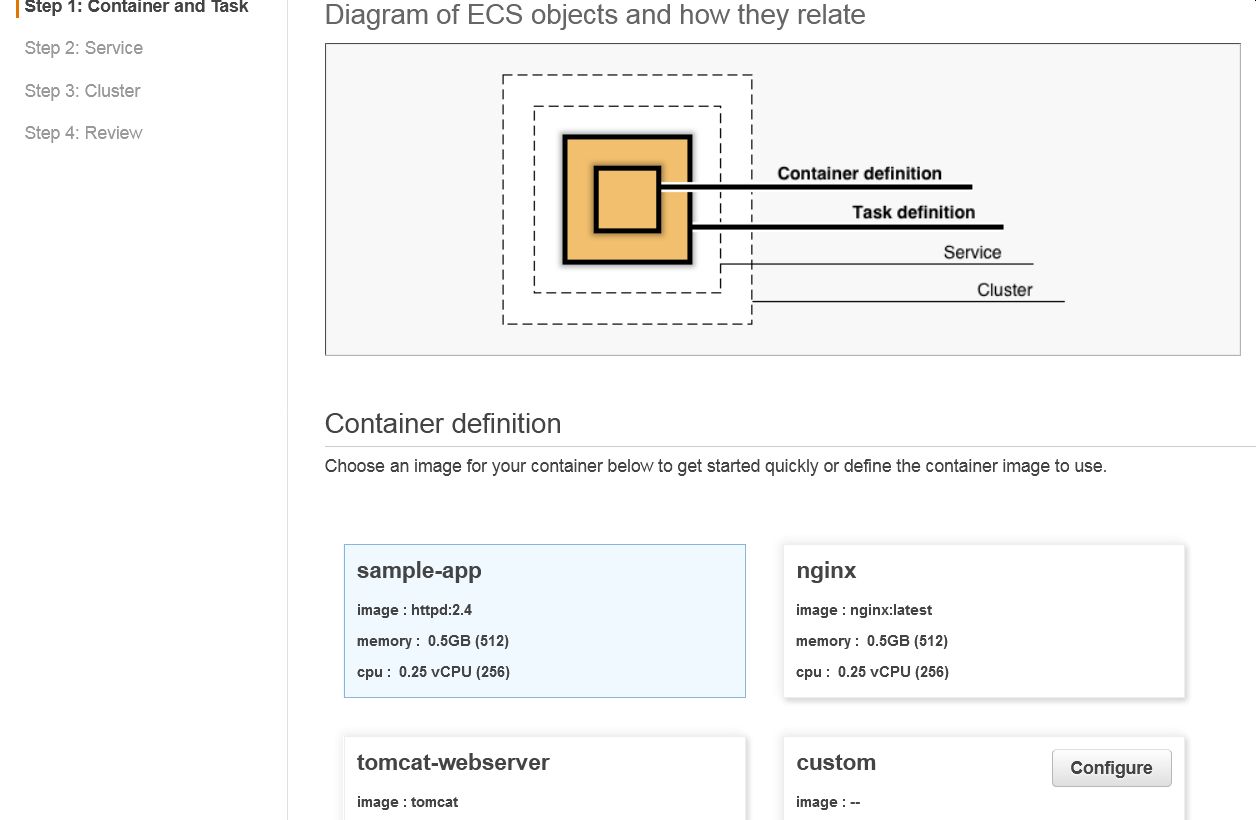 Step 1: Container and Task
Step 2: Service
Step 3: Cluster
Step 4: Review
Diagram of ECS objects and how they relate
Container definition
Task definition
Service
Cluster
Container definition
Choose an image for your container below to get started quickly or define the container image to use.
sample-app
image : httpd:2.4
memory : 0.5GB (512)
cpu : 0.25 vCPU (256)
nginx
image : nginx:latest
memory : 0.5GB (512)
cpu : 0.25 vCPU (256)
tomcat-webserver
image : tomcat
custom
Configure
image : --